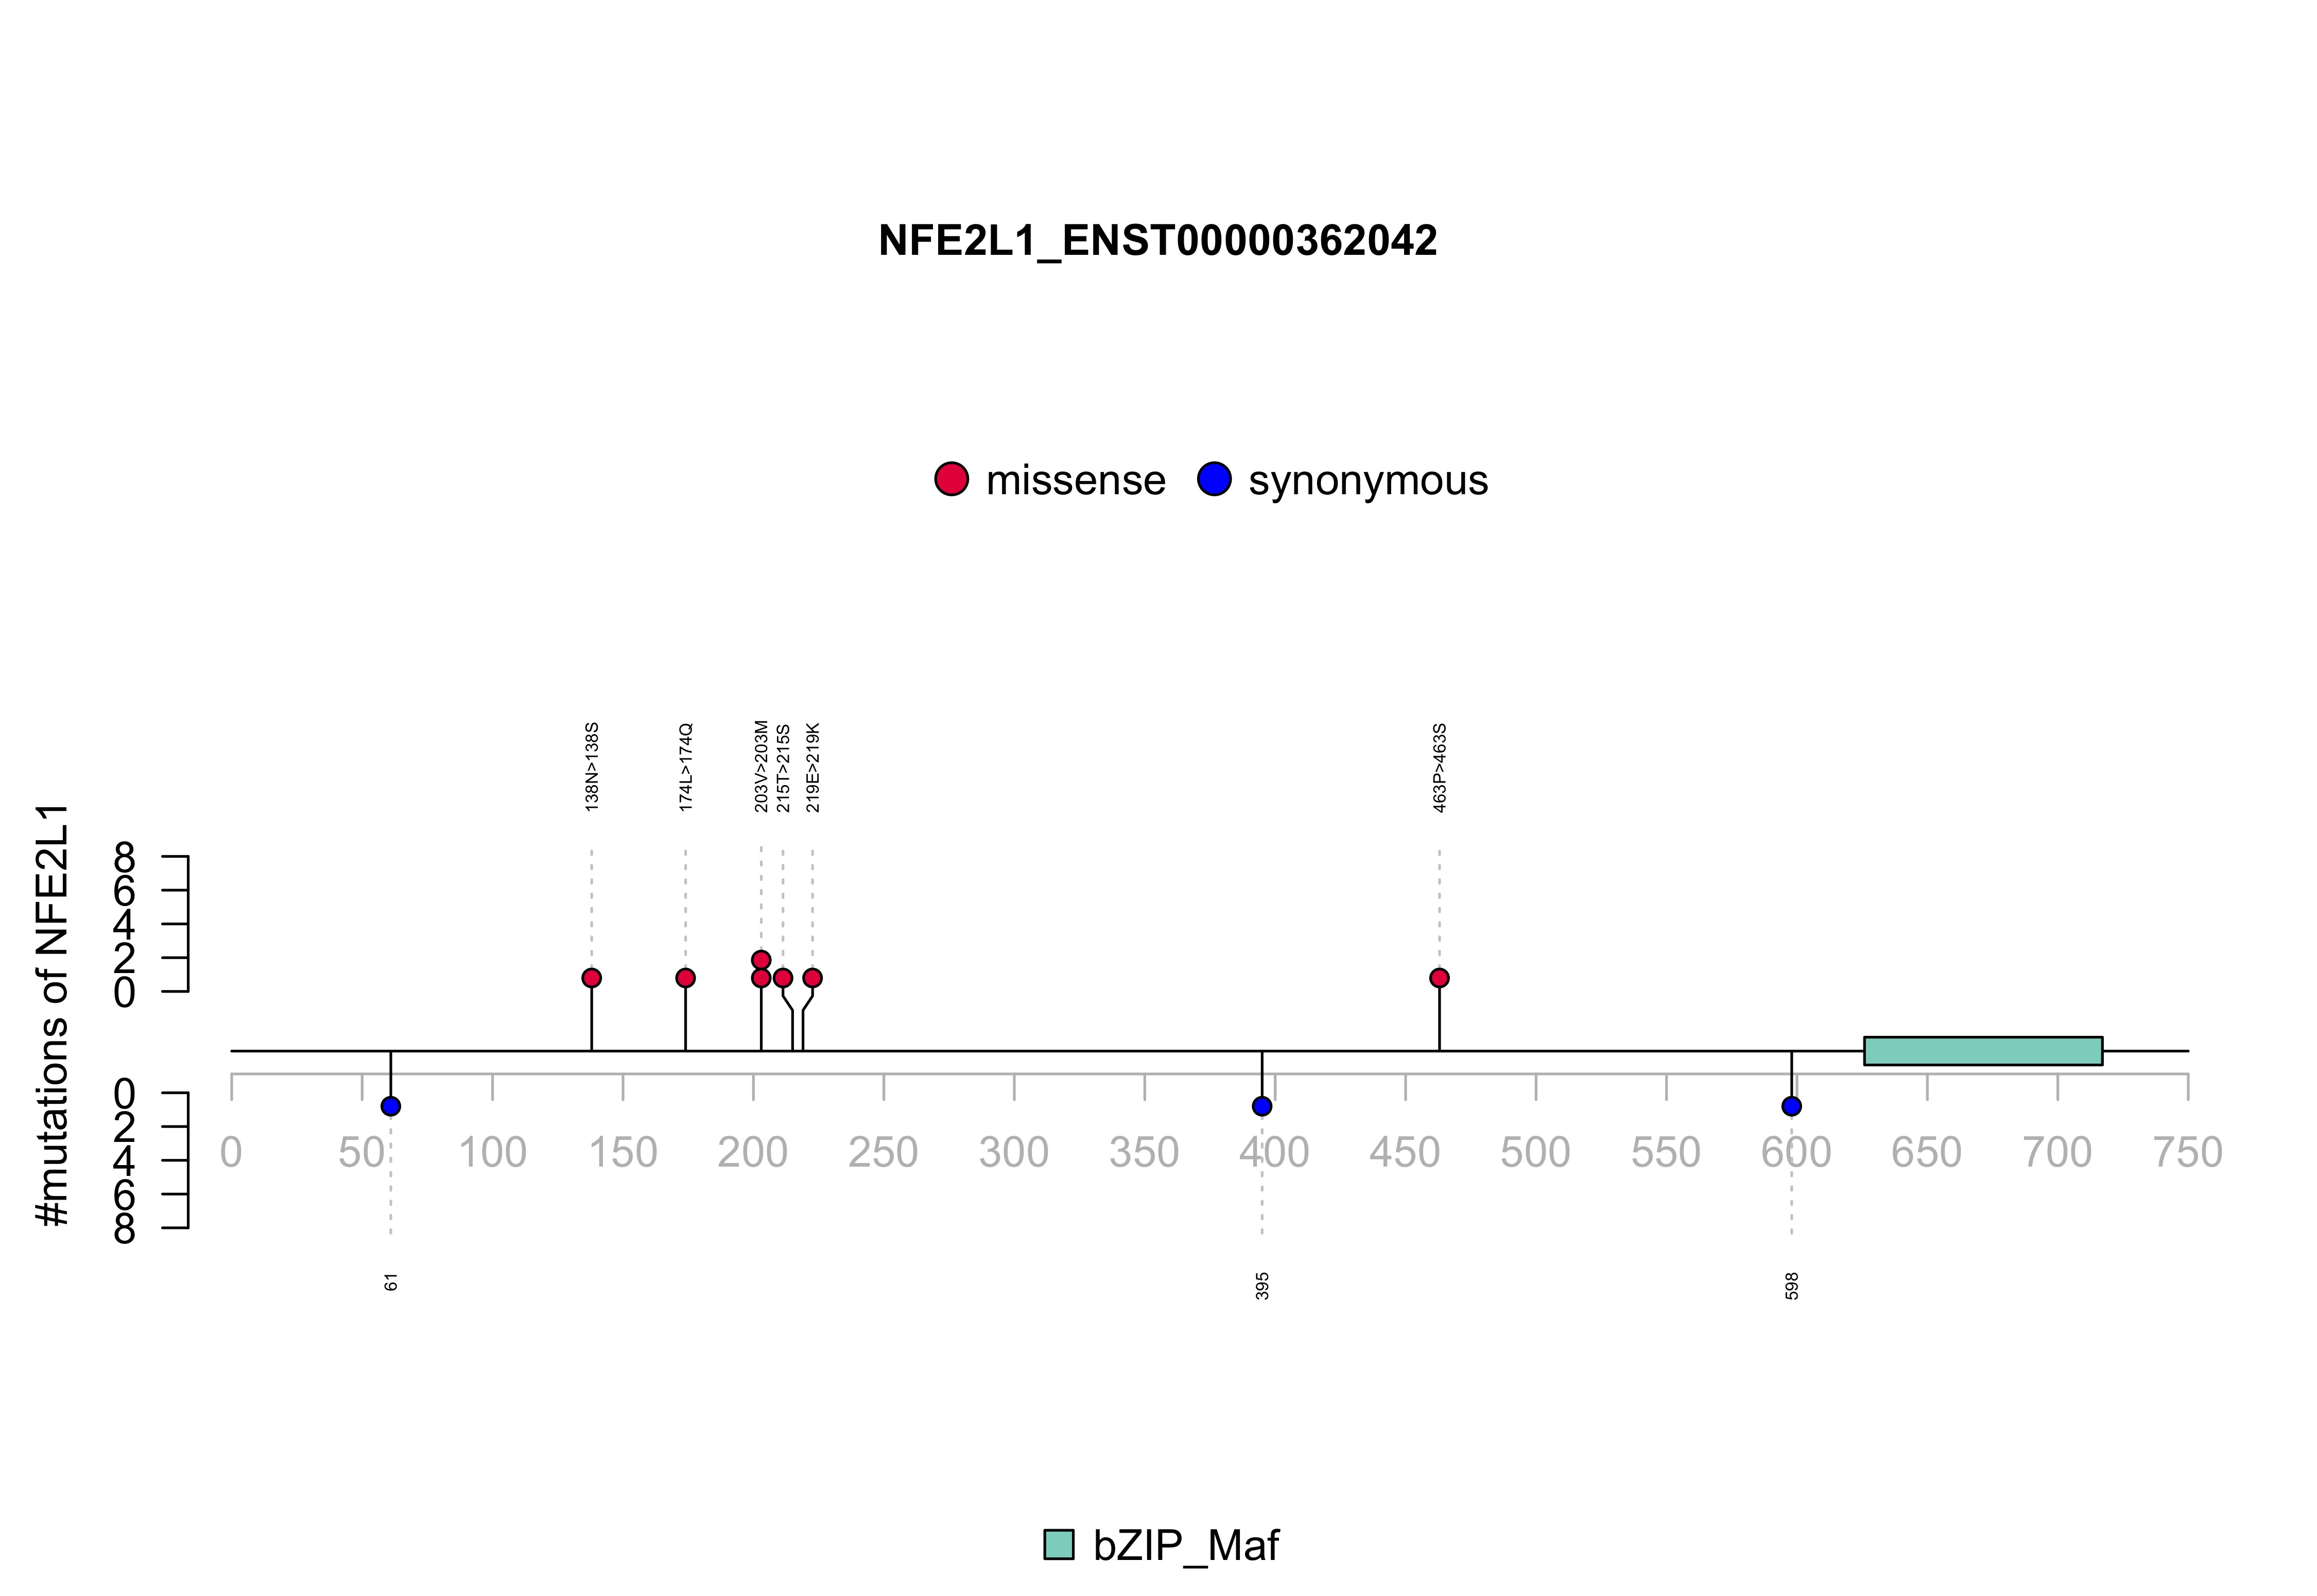 NFE2L1_ENST00000362042
missense synonymous
138N>138S
174L>174Q
203V>203M
215T>215S
219E>219K
463P>463S
#mutations of NFE2L1
8
6
4
2
0
0
2
4
6
8
0 50 100 150 200 250 300 350 400 450 500 550 600 650 700 750
61
395
598
bZIP_Maf